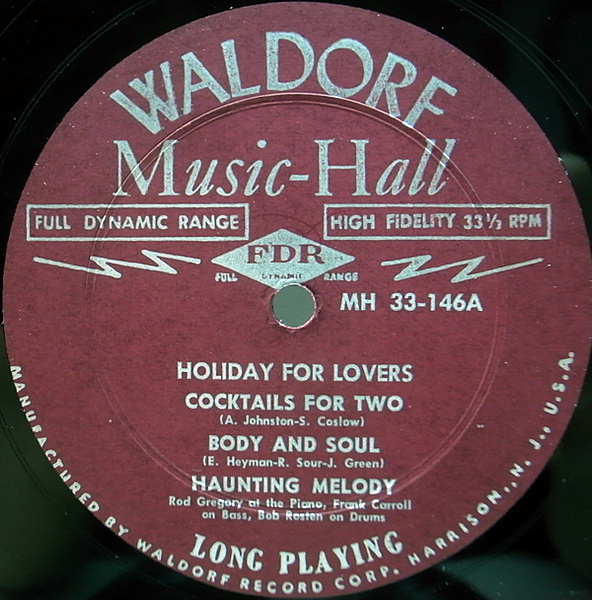 WALDORF
Music-Hall
FULL DYNAMIC RANGE
HIGH FIDELITY 33⅓ RPM
FDR
FULL DYNAMIC RANGE
MH 33-146A
HOLIDAY FOR LOVERS
COCKTAILS FOR TWO
(A. Johnston-S. Coslow)
BODY AND SOUL
(E. Heyman-R. Sour-J. Green)
HAUNTING MELODY
Rod Gregory at the Piano, Frank Carroll
on Bass, Bob Rosten on Drums
LONG PLAYING
MANUFACTURED BY WALDORF RECORD CORP. HARRISON, N. J., U.S.A.